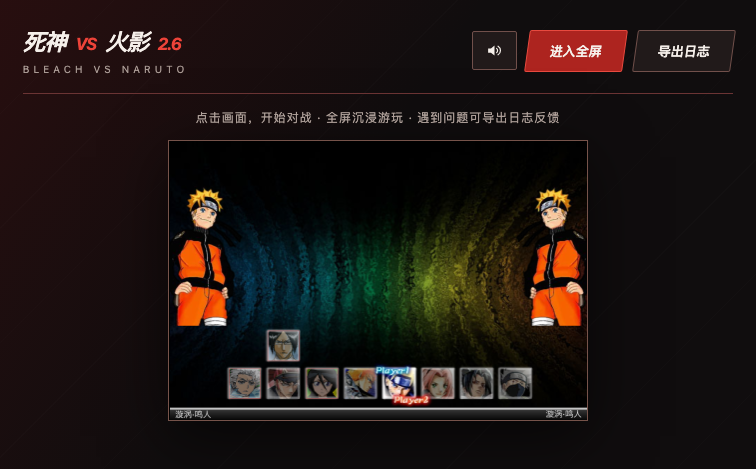 死神 VS 火影 2.6
BLEACH VS NARUTO
进入全屏
导出日志
点击画面，开始对战 · 全屏沉浸游玩 · 遇到问题可导出日志反馈
Player1
Player2
漩涡·鸣人
漩涡·鸣人